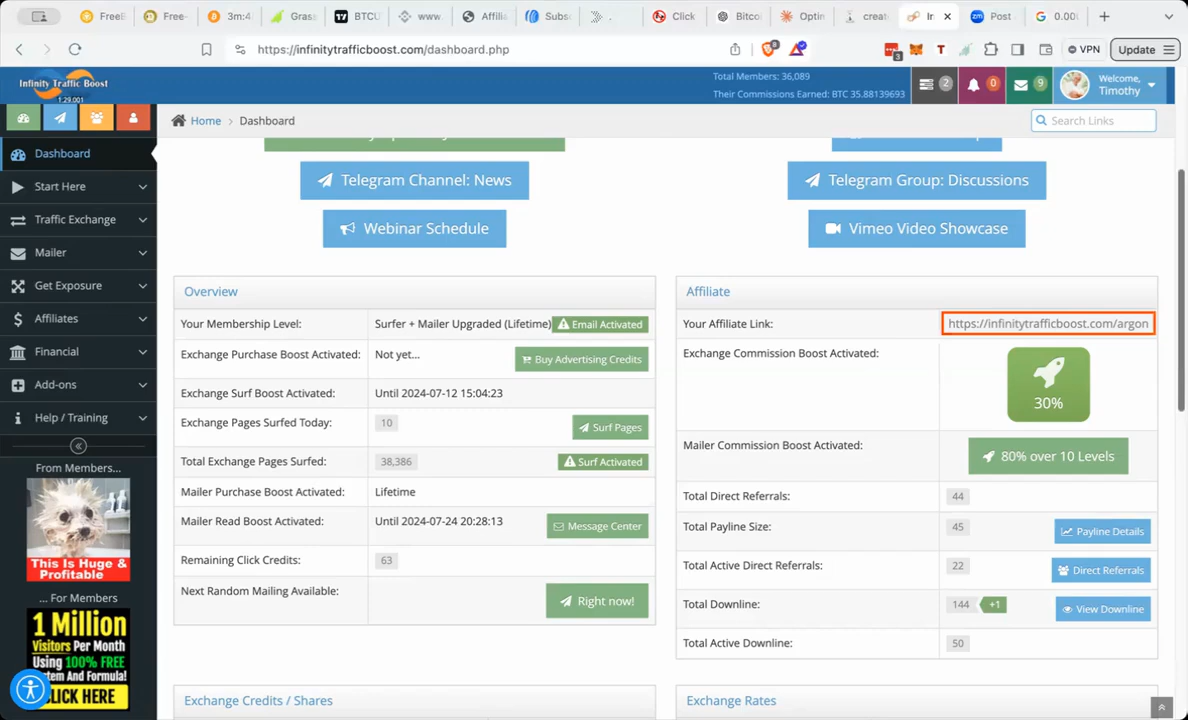 FreeB
Free-
3m:4
Gras
BTCU
www
Affilia
Subs
Click
Bitco
Optin
creat
Ir
Post
0.00
https://infinitytrafficboost.com/dashboard.php
VPN
Update
Infinity Traffic Boost
1.29.001
Total Members: 36,089
Their Commissions Earned: BTC 35.88139693
2
0
9
Welcome,
Timothy
Home > Dashboard
Search Links
Dashboard
Start Here
Traffic Exchange
Mailer
Get Exposure
Affiliates
Financial
Add-ons
Help / Training
From Members...
This Is Huge &
Profitable
... For Members
1 Million
Visitors Per Month
Using 100% FREE
System And Formula!
CLICK HERE
Telegram Channel: News
Telegram Group: Discussions
Webinar Schedule
Vimeo Video Showcase
Overview
Your Membership Level: Surfer + Mailer Upgraded (Lifetime) Email Activated
Exchange Purchase Boost Activated: Not yet... Buy Advertising Credits
Exchange Surf Boost Activated: Until 2024-07-12 15:04:23
Exchange Pages Surfed Today: 10 Surf Pages
Total Exchange Pages Surfed: 38,386 Surf Activated
Mailer Purchase Boost Activated: Lifetime
Mailer Read Boost Activated: Until 2024-07-24 20:28:13 Message Center
Remaining Click Credits: 63
Next Random Mailing Available: Right now!
Affiliate
Your Affiliate Link: https://infinitytrafficboost.com/argon
Exchange Commission Boost Activated: 30%
Mailer Commission Boost Activated: 80% over 10 Levels
Total Direct Referrals: 44
Total Payline Size: 45 Payline Details
Total Active Direct Referrals: 22 Direct Referrals
Total Downline: 144 +1 View Downline
Total Active Downline: 50
Exchange Credits / Shares
Exchange Rates